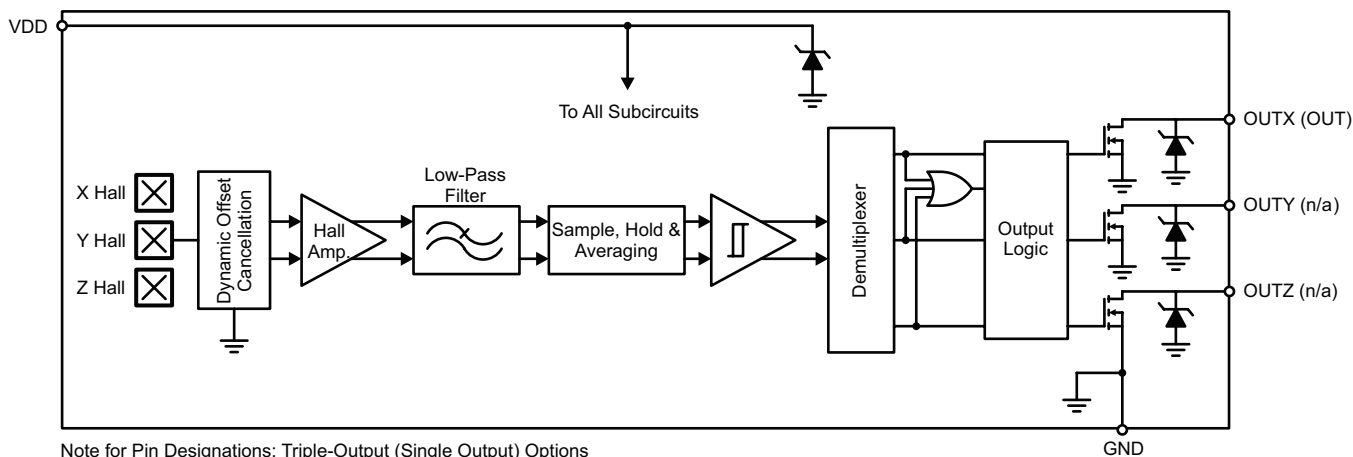 VDD
To All Subcircuits
OUTX (OUT)
X Hall
Y Hall
Z Hall
Dynamic Offset
Cancellation
Hall
Amp.
Low-Pass
Filter
Sample, Hold &
Averaging
Demultiplexer
Output
Logic
OUTY (n/a)
OUTZ (n/a)
GND
Note for Pin Designations: Triple-Output (Single Output) Options